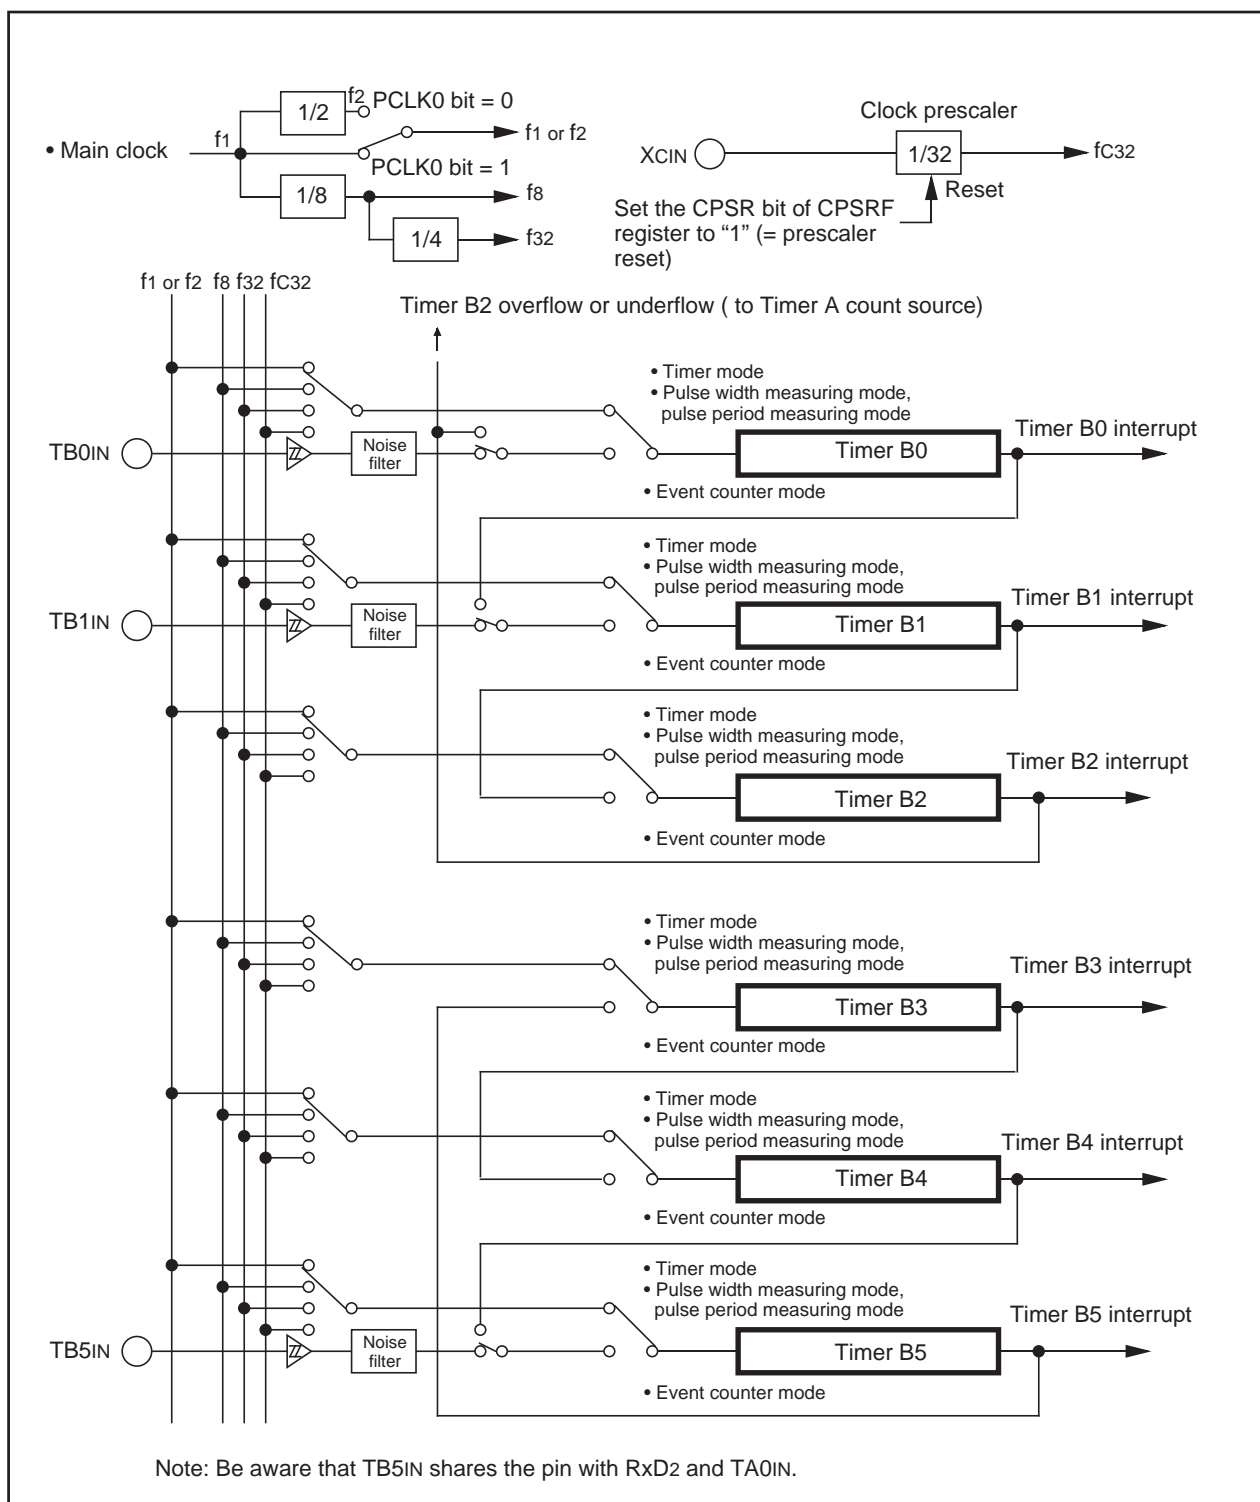 f2 PCLK0 bit = 0
1/2
• Main clock
f1
f1 or f2
PCLK0 bit = 1
1/8
f8
1/4
f32
Clock prescaler
XCIN
1/32
fC32
Reset
Set the CPSR bit of CPSRF
register to “1” (= prescaler
reset)
f1 or f2 f8 f32 fC32
Timer B2 overflow or underflow ( to Timer A count source)
• Timer mode
• Pulse width measuring mode,
pulse period measuring mode
TB0IN
Noise
filter
Timer B0
Timer B0 interrupt
• Event counter mode
• Timer mode
• Pulse width measuring mode,
pulse period measuring mode
TB1IN
Noise
filter
Timer B1
Timer B1 interrupt
• Event counter mode
• Timer mode
• Pulse width measuring mode,
pulse period measuring mode
Timer B2
Timer B2 interrupt
• Event counter mode
• Timer mode
• Pulse width measuring mode,
pulse period measuring mode
Timer B3
Timer B3 interrupt
• Event counter mode
• Timer mode
• Pulse width measuring mode,
pulse period measuring mode
Timer B4
Timer B4 interrupt
• Event counter mode
• Timer mode
• Pulse width measuring mode,
pulse period measuring mode
TB5IN
Noise
filter
Timer B5
Timer B5 interrupt
• Event counter mode
Note: Be aware that TB5IN shares the pin with RxD2 and TA0IN.